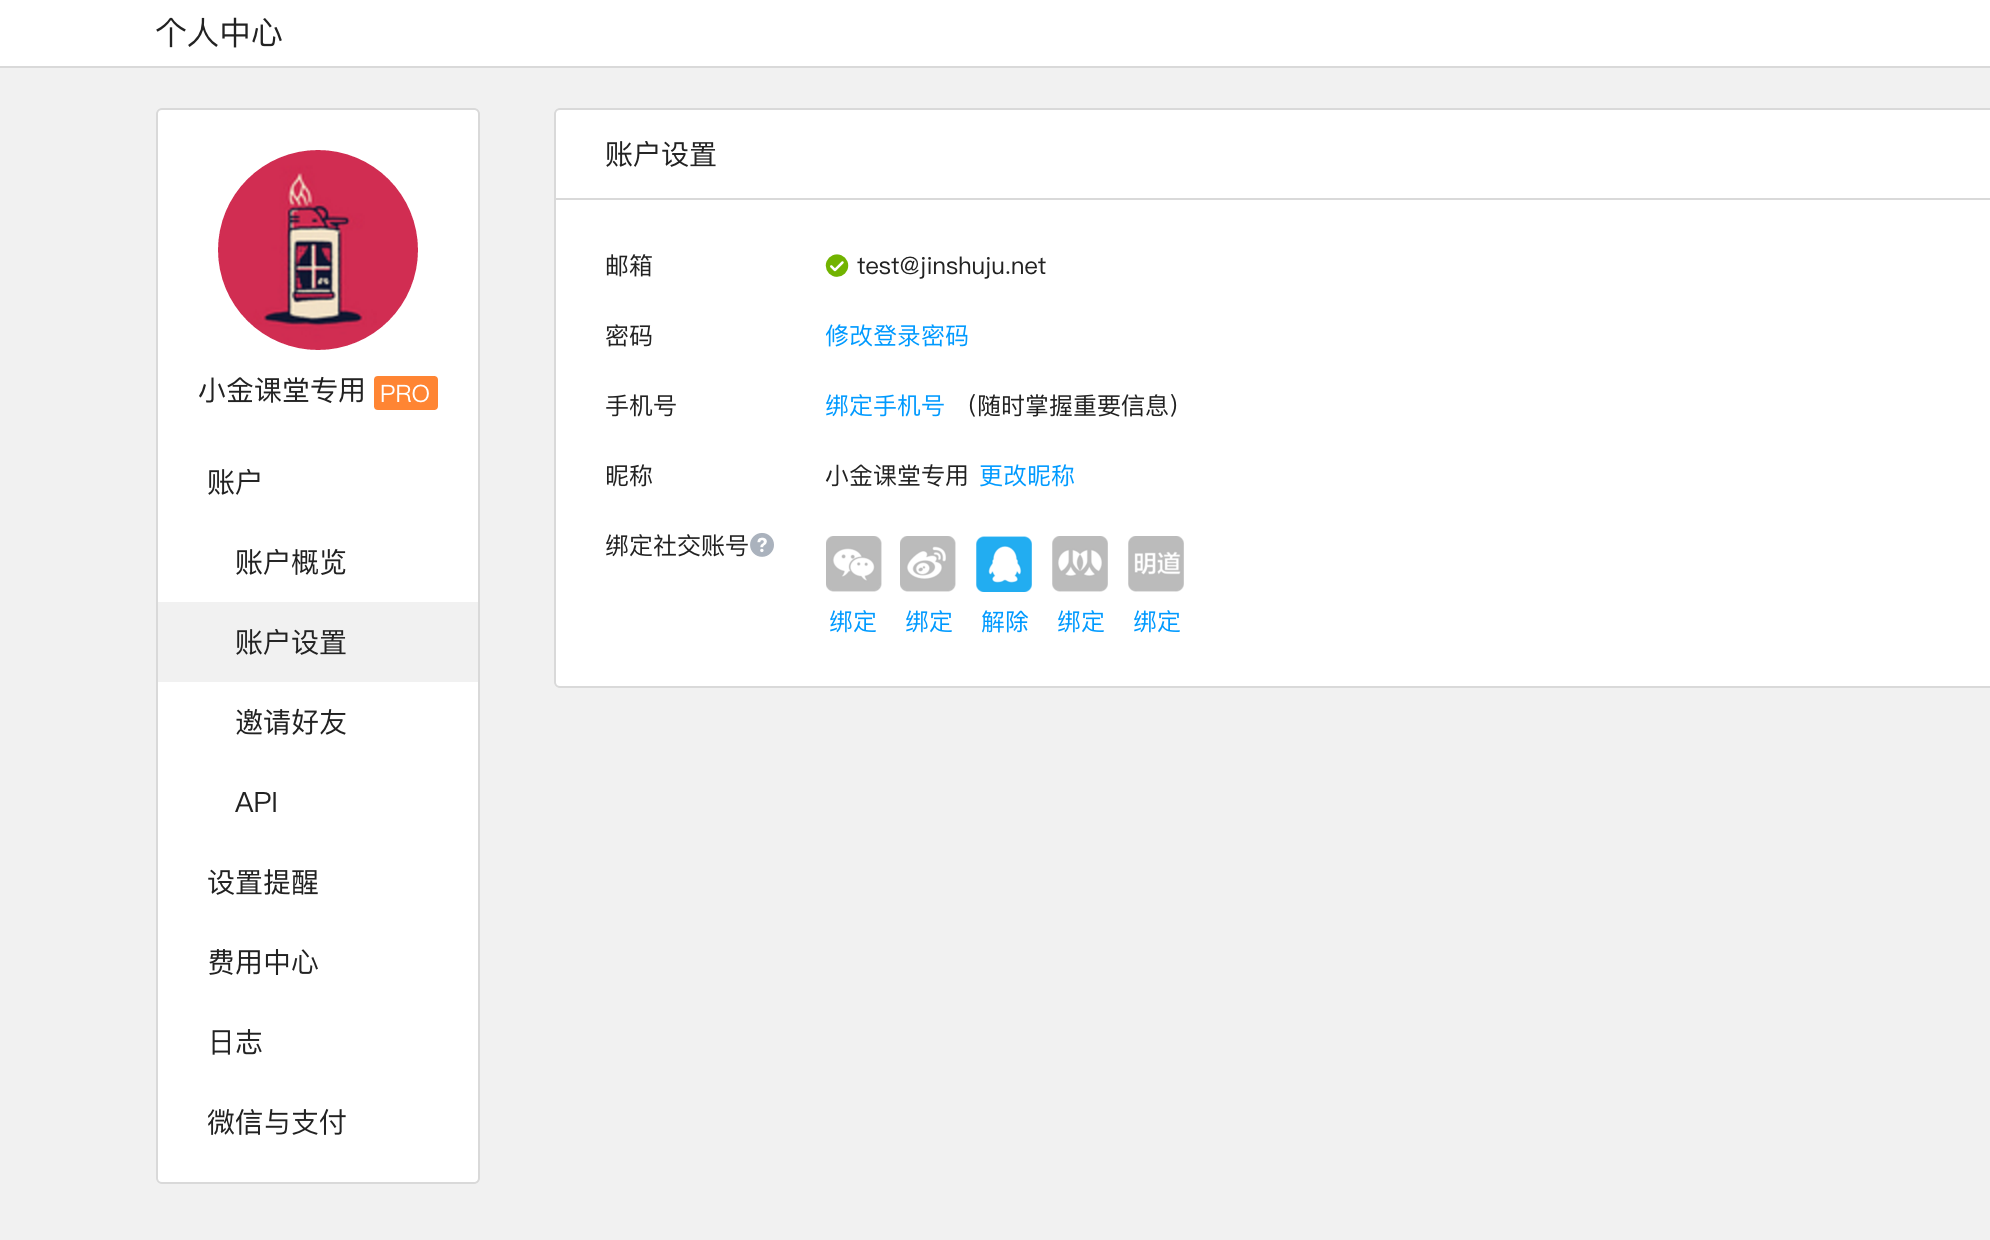 个人中心
小金课堂专用 PRO
账户
账户概览
账户设置
邀请好友
API
设置提醒
费用中心
日志
微信与支付
账户设置
邮箱 test@jinshuju.net
密码 修改登录密码
手机号 绑定手机号 （随时掌握重要信息）
昵称 小金课堂专用 更改昵称
绑定社交账号 ? 明道
绑定 绑定 解除 绑定 绑定